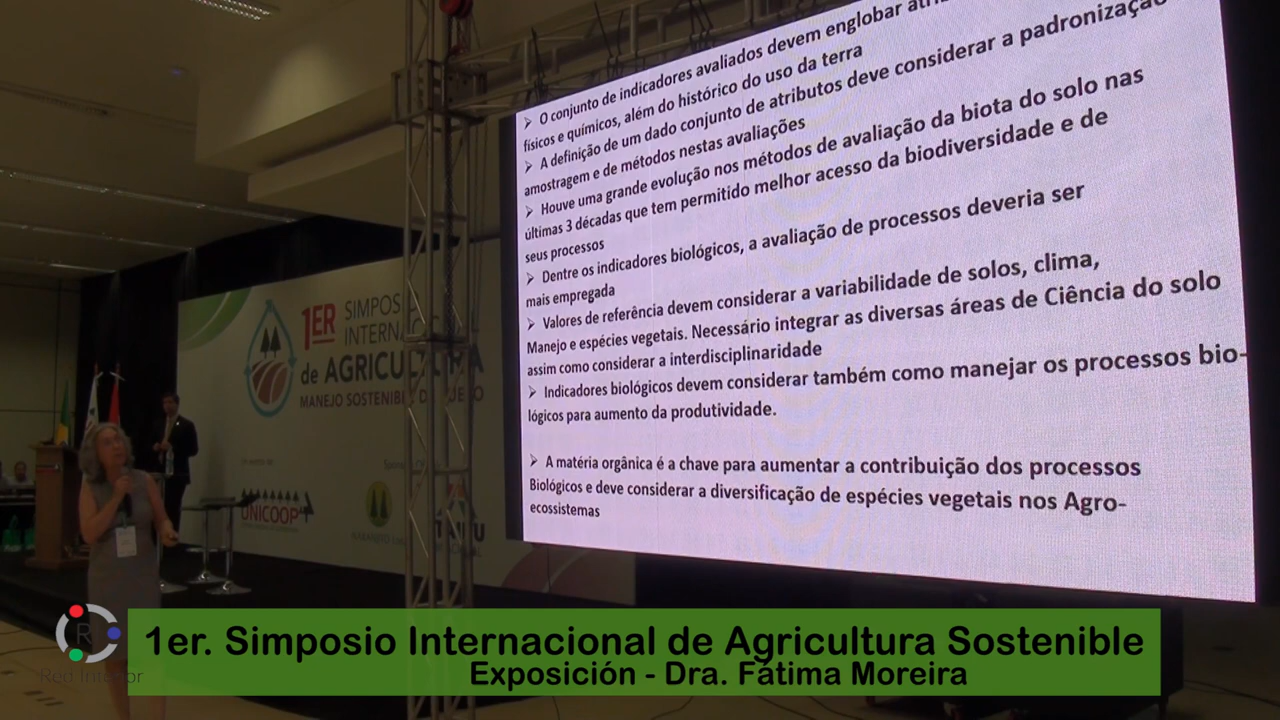 ➢ O conjunto de indicadores avaliados devem englobar
físicos e químicos, além do histórico do uso da terra
➢ A definição de um dado conjunto de atributos deve considerar a padronização
amostragem e de métodos nestas avaliações
➢ Houve uma grande evolução nos métodos de avaliação da biota do solo nas
últimas 3 décadas que tem permitido melhor acesso da biodiversidade e de
seus processos
➢ Dentre os indicadores biológicos, a avaliação de processos deveria ser
mais empregada
➢ Valores de referência devem considerar a variabilidade de solos, clima,
Manejo e espécies vegetais. Necessário integrar as diversas áreas de Ciência do solo
assim como considerar a interdisciplinaridade
➢ Indicadores biológicos devem considerar também como manejar os processos bio-
lógicos para aumento da produtividade.
➢ A matéria orgânica é a chave para aumentar a contribuição dos processos
Biológicos e deve considerar a diversificação de espécies vegetais nos Agro-
ecossistemas
1ER SIMPOSI
INTERNA
de AGRICU
MANEJO SOSTENIB
UNICOOP
R
Red Interior
1er. Simposio Internacional de Agricultura Sostenible
Exposición - Dra. Fátima Moreira